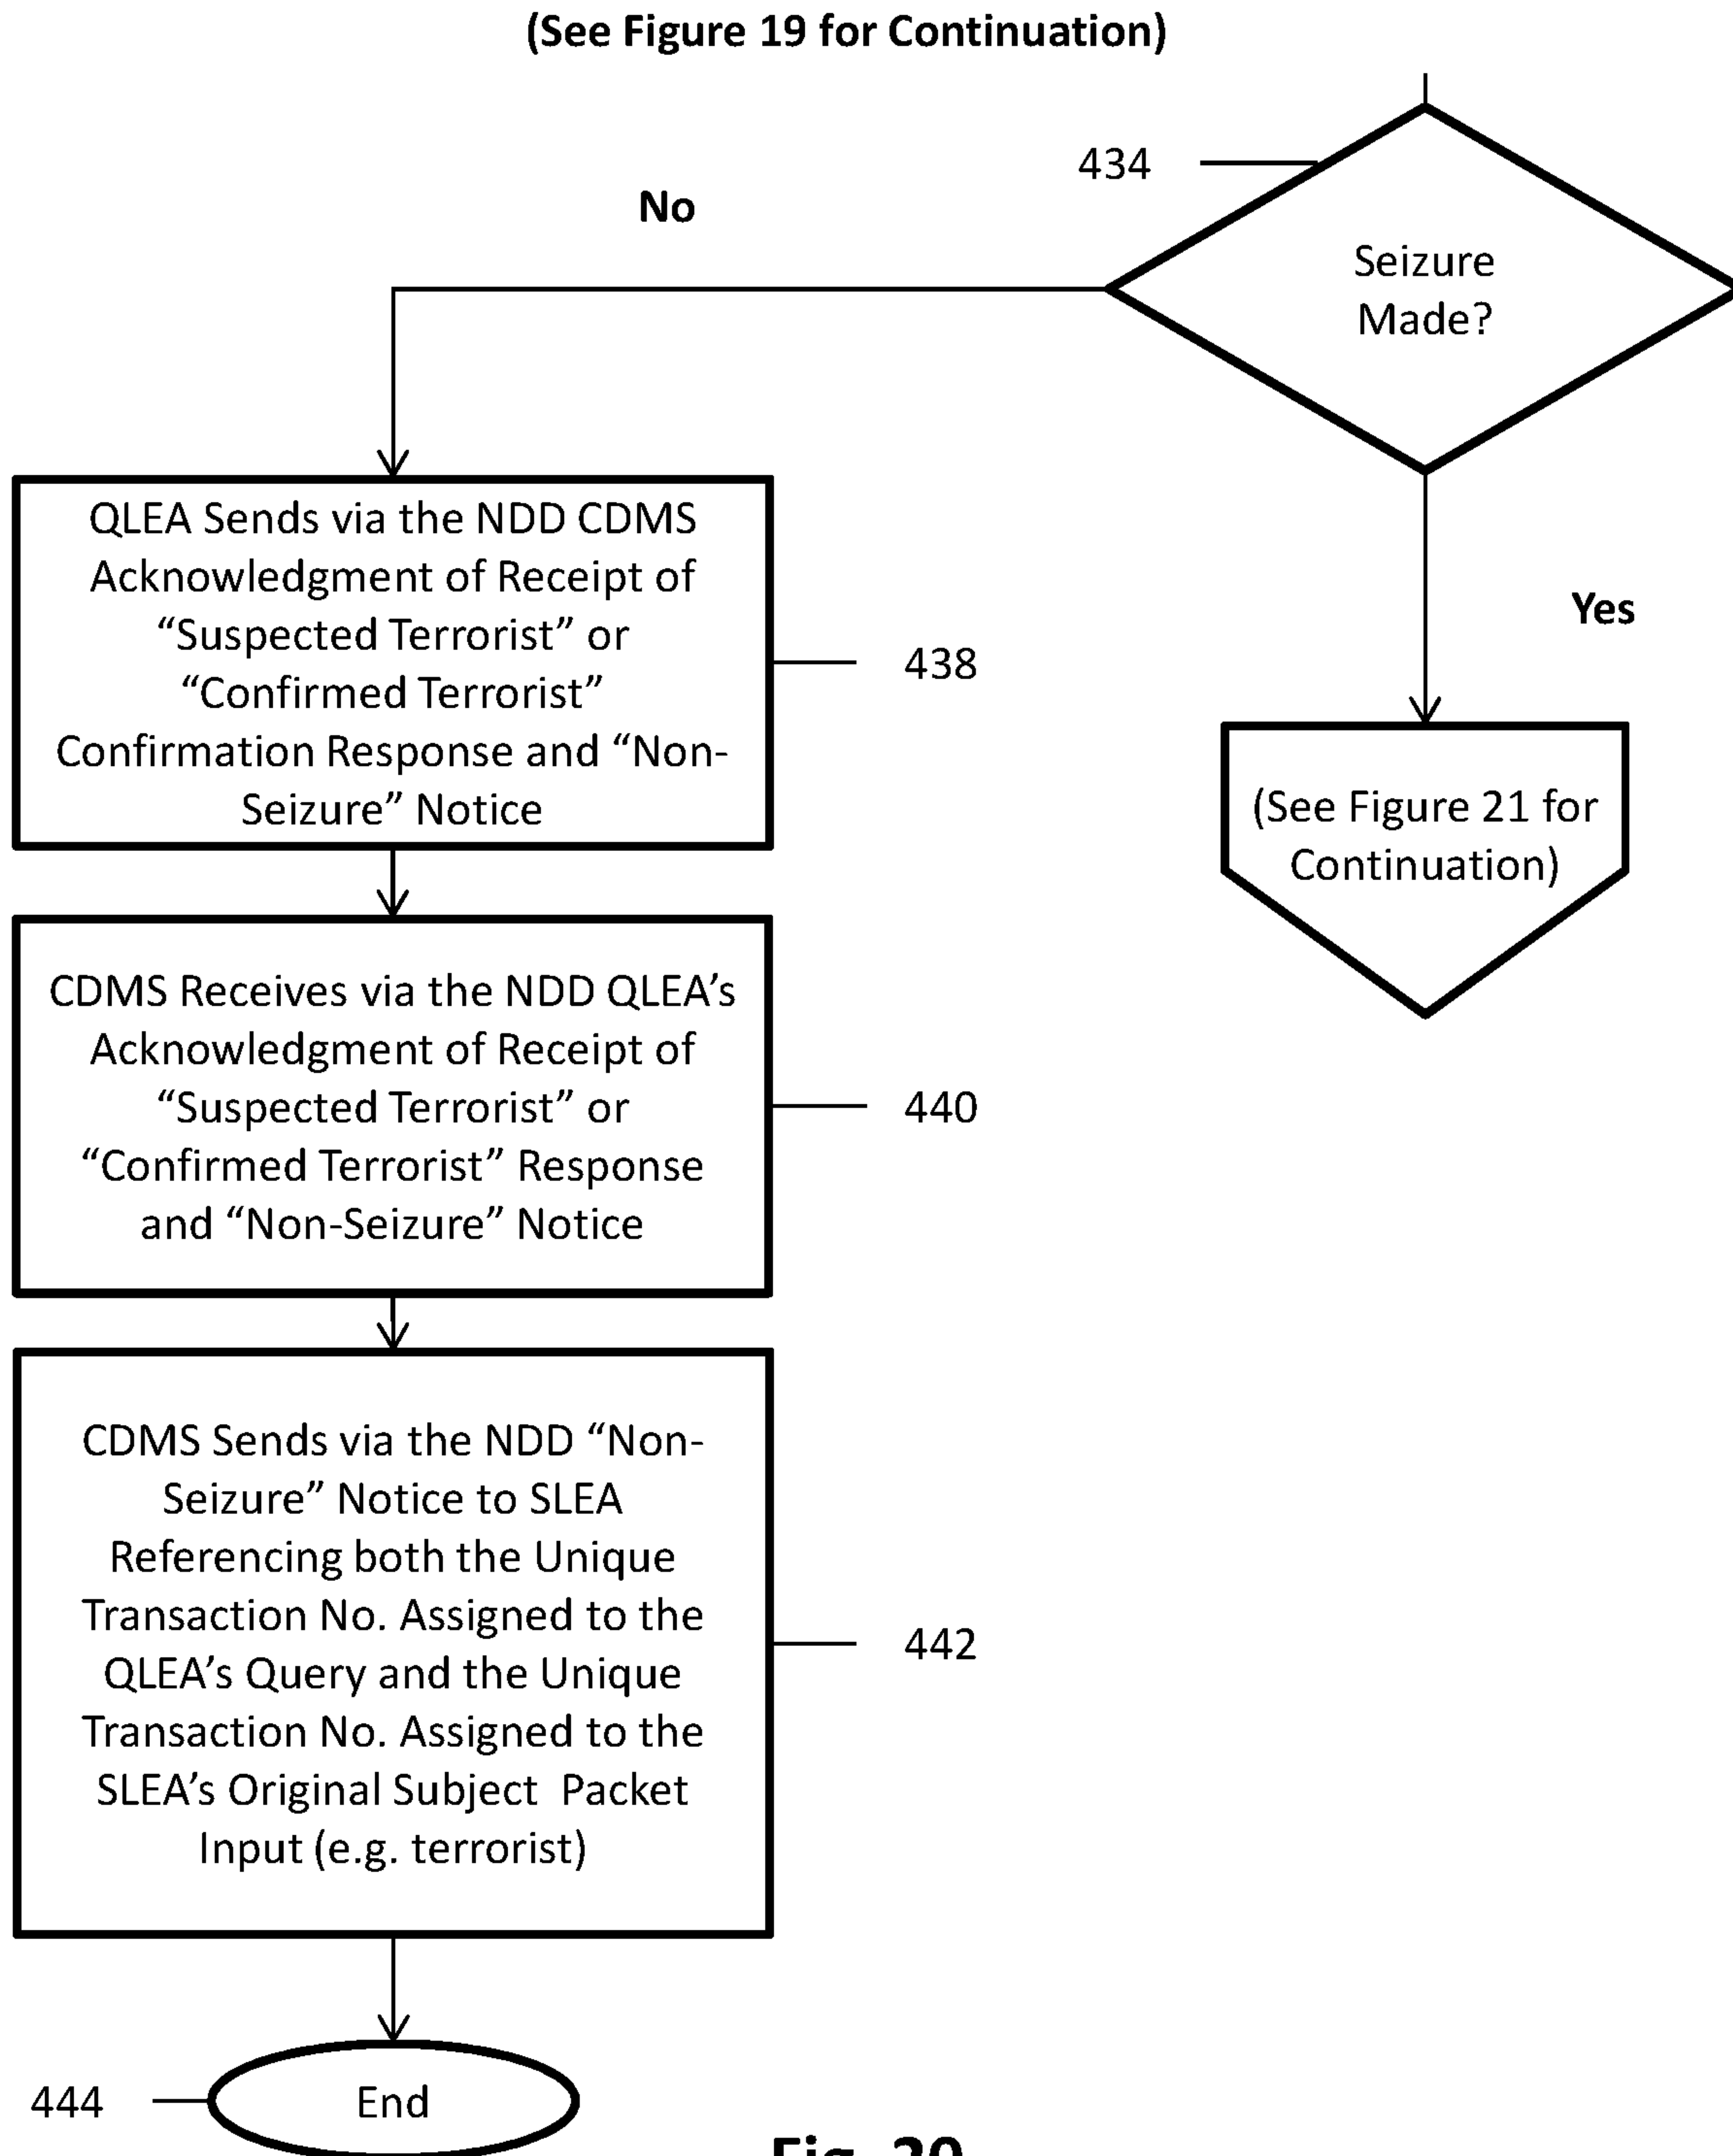 (See Figure 19 for Continuation)
434
No
Seizure
Made?
QLEA Sends via the NDD CDMS
Acknowledgment of Receipt of
“Suspected Terrorist” or
“Confirmed Terrorist”
Confirmation Response and “Non-
Seizure” Notice
438
Yes
(See Figure 21 for
Continuation)
CDMS Receives via the NDD QLEA’s
Acknowledgment of Receipt of
“Suspected Terrorist” or
“Confirmed Terrorist” Response
and “Non-Seizure” Notice
440
CDMS Sends via the NDD “Non-
Seizure” Notice to SLEA
Referencing both the Unique
Transaction No. Assigned to the
QLEA’s Query and the Unique
Transaction No. Assigned to the
SLEA’s Original Subject  Packet
Input (e.g. terrorist)
442
444
End
Fig. 20